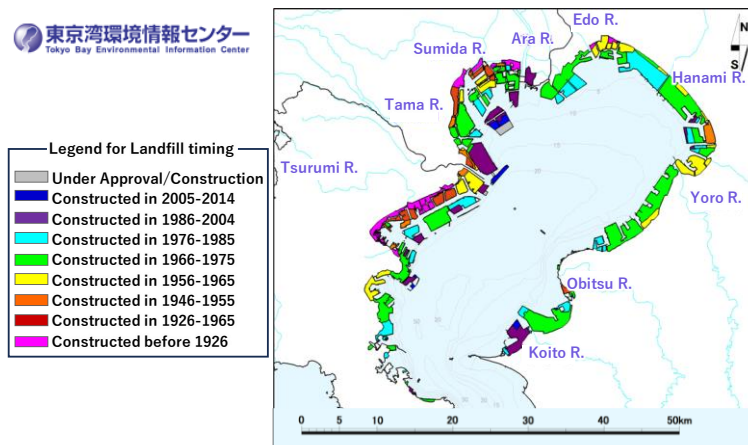 東京湾環境情報センター
Tokyo Bay Environmental Information Center
Legend for Landfill timing
Under Approval/Construction
Constructed in 2005-2014
Constructed in 1986-2004
Constructed in 1976-1985
Constructed in 1966-1975
Constructed in 1956-1965
Constructed in 1946-1955
Constructed in 1926-1965
Constructed before 1926
Edo R.
Ara R.
Sumida R.
Hanami R.
Tama R.
Tsurumi R.
Yoro R.
Obitsu R.
Koito R.
N
S
0 10 20 30 40 50km